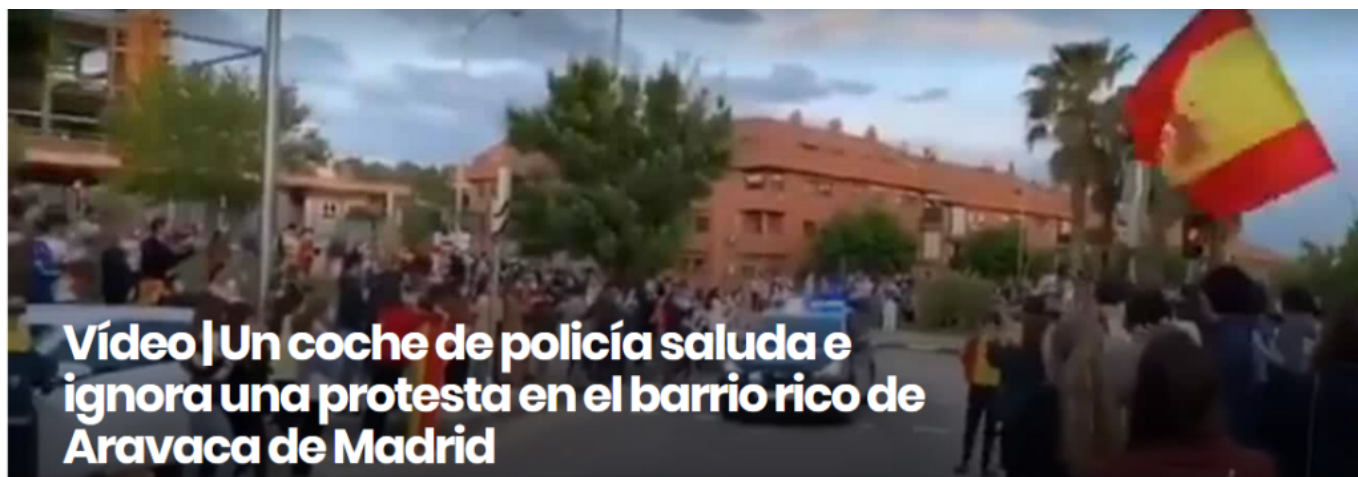 Vídeo | Un coche de policía saluda e
ignora una protesta en el barrio rico de
Aravaca de Madrid